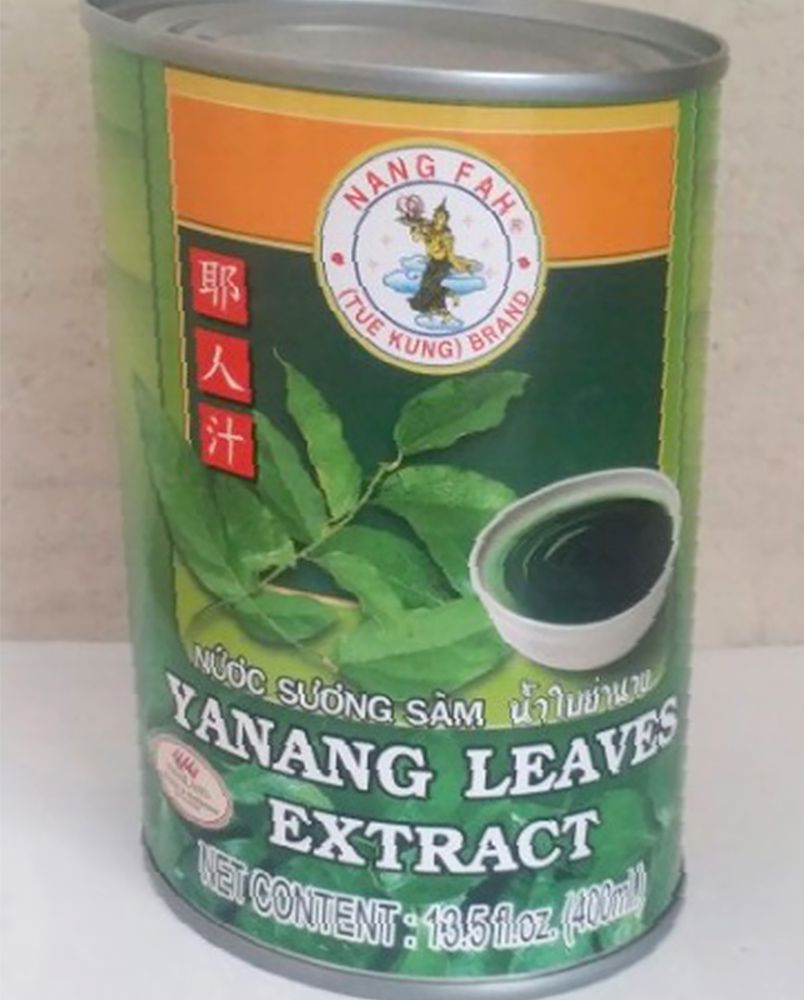 NANG FAH®
(TUE KUNG) BRAND
耶
人
汁
NƯỚC SƯƠNG SÂM น้ำใบย่านาง
YANANG LEAVES
EXTRACT
NET CONTENT : 13.5 fl.oz. (400ml)